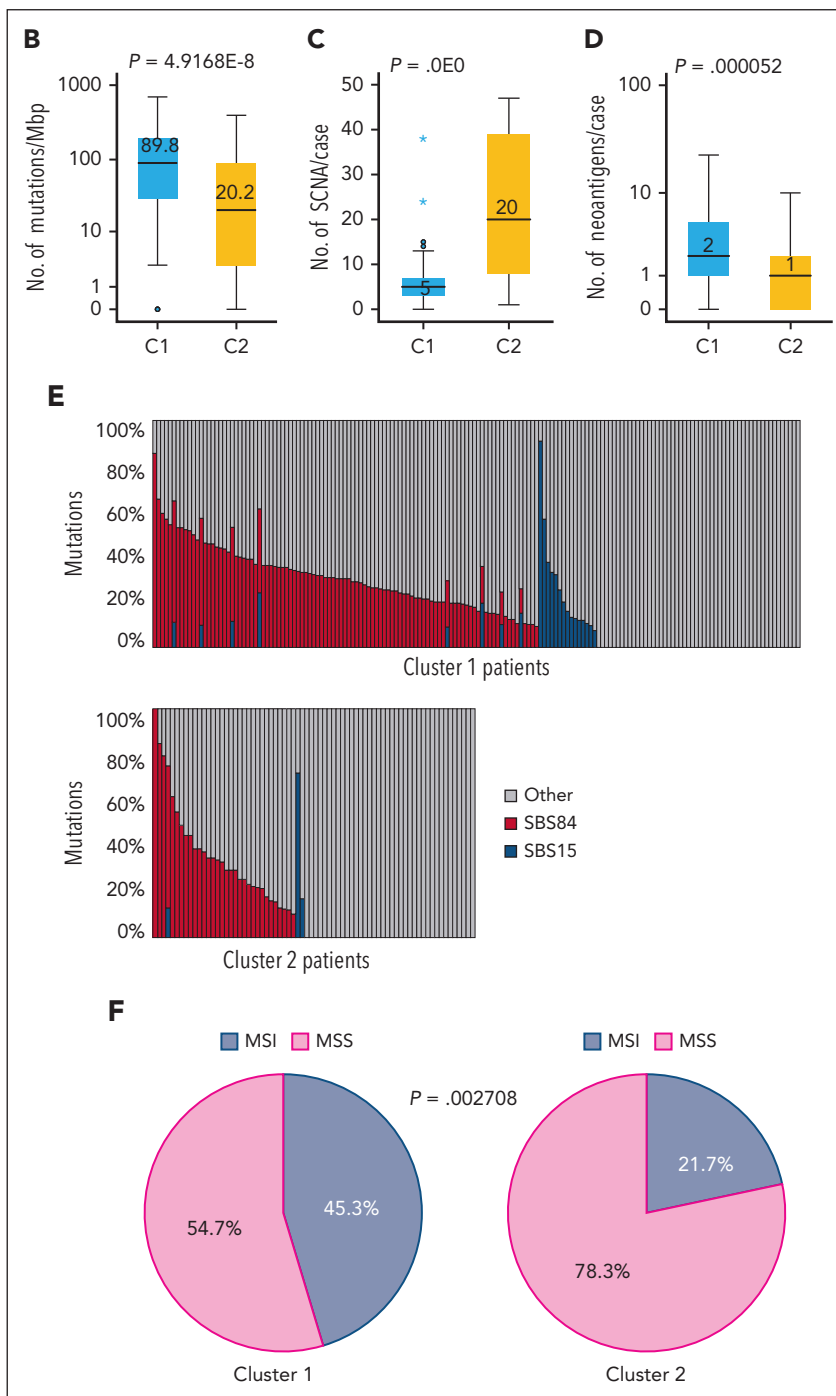 B
P = 4.9168E-8
No. of mutations/Mbp
1000
100
10
1
0
89.8
20.2
C1
C2
C
P = .0E0
No. of SCNA/case
50
40
30
20
10
0
*
*
5
20
C1
C2
D
P = .000052
No. of neoantigens/case
100
10
1
0
2
1
C1
C2
E
Mutations
100%
80%
60%
40%
20%
0%
Cluster 1 patients
Mutations
100%
80%
60%
40%
20%
0%
Cluster 2 patients
Other
SBS84
SBS15
F
MSI MSS
MSI MSS
P = .002708
54.7%
45.3%
21.7%
78.3%
Cluster 1
Cluster 2